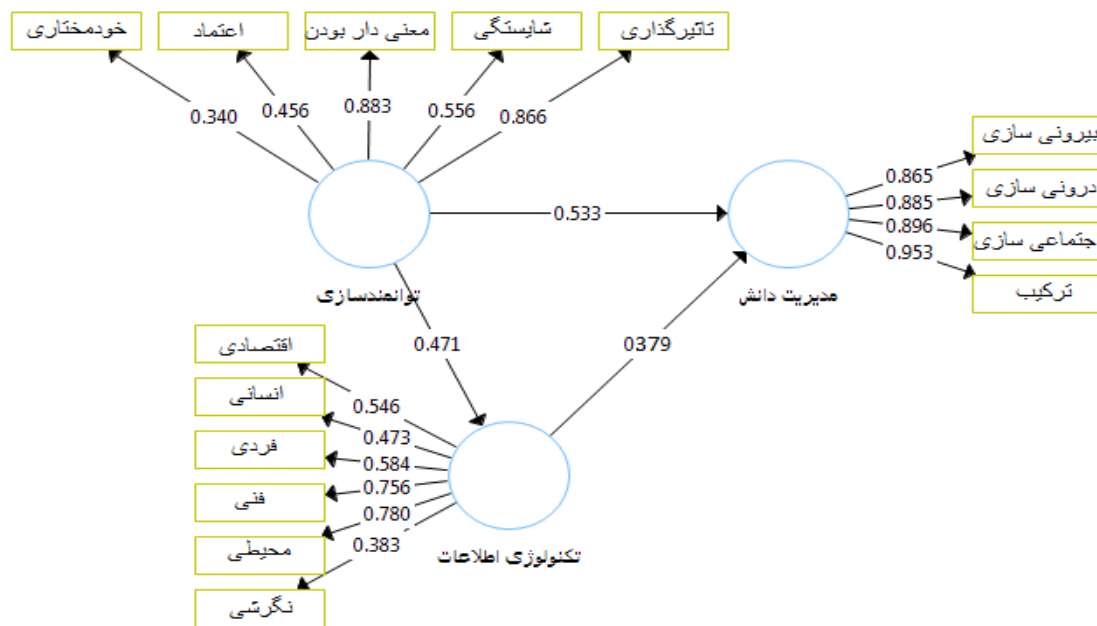 خودمختاری
اعتماد
معنی دار بودن
شایستگی
تاثیرگذاری
0.340
0.456
0.883
0.556
0.866
بیرونی سازی
درونی سازی
جتماعی سازی
ترکیب
0.865
0.885
0.896
0.953
0.533
توانمندسازی
مدیریت دانش
0.471
0379
اقتصادی
انسانی
فردی
فنی
محیطی
نگرشی
0.546
0.473
0.584
0.756
0.780
0.383
تکنولوژی اطلاعات